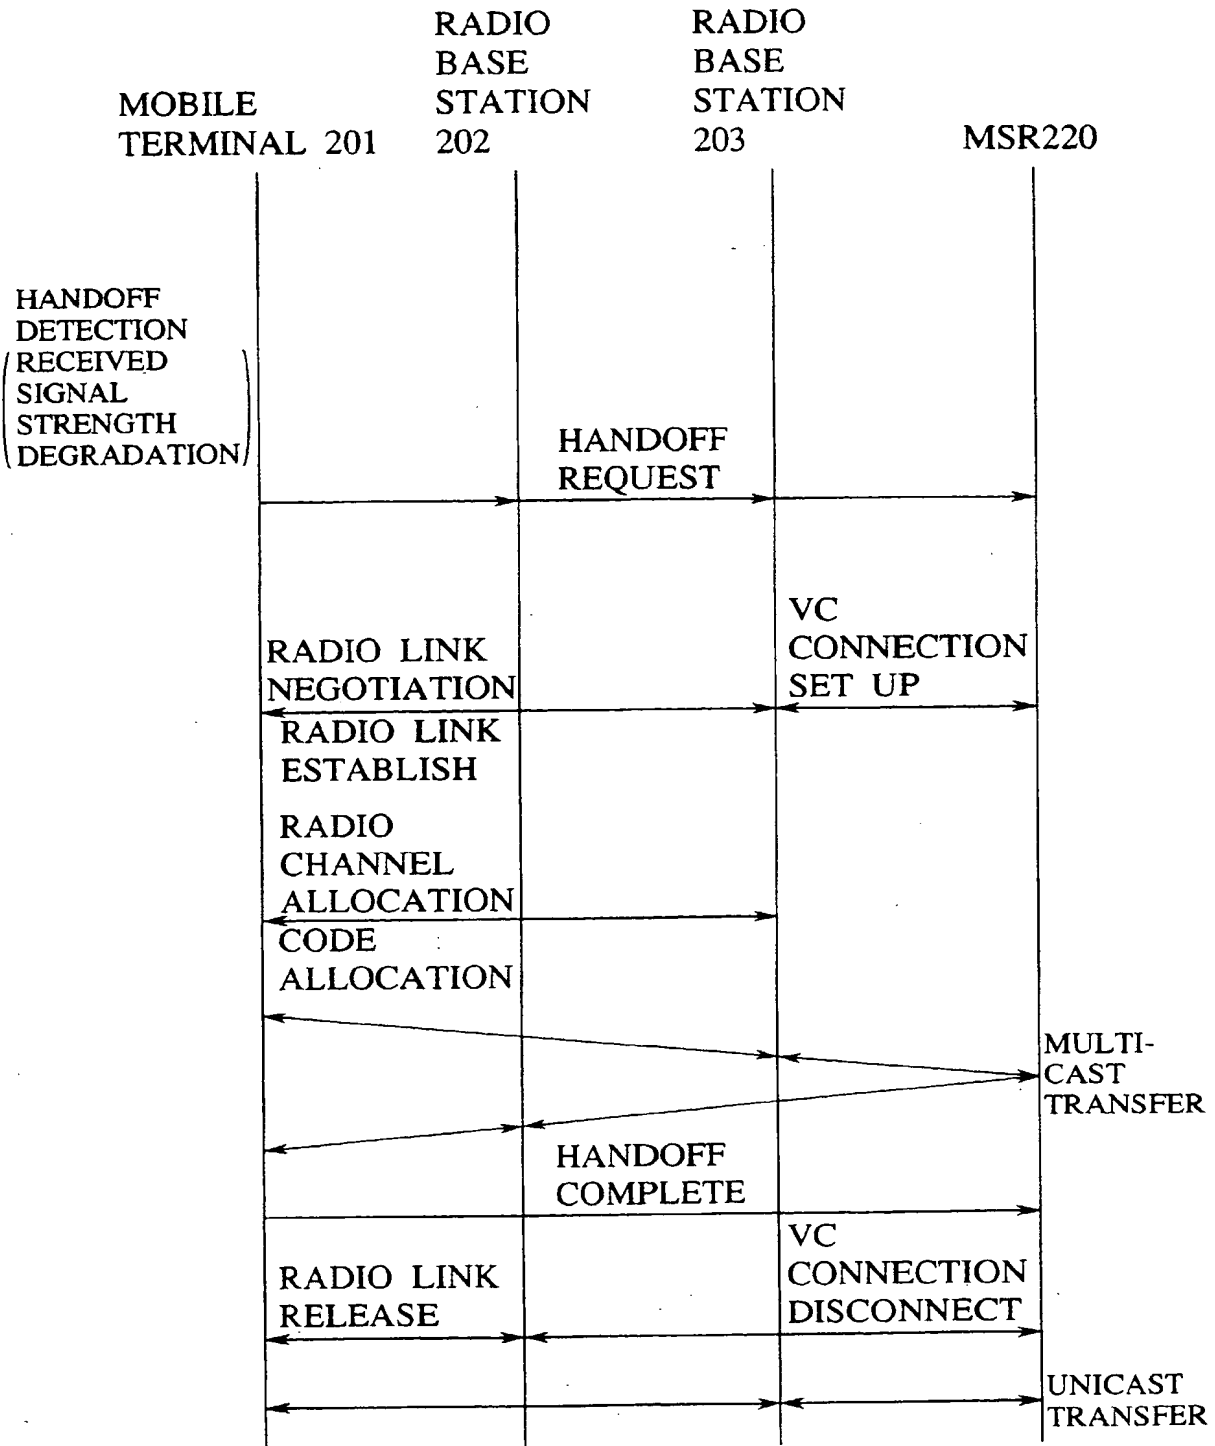 MOBILE
TERMINAL 201
RADIO
BASE
STATION
202
RADIO
BASE
STATION
203
MSR220
HANDOFF
DETECTION
(RECEIVED
SIGNAL
STRENGTH
DEGRADATION)
HANDOFF
REQUEST
RADIO LINK
NEGOTIATION
VC
CONNECTION
SET UP
RADIO LINK
ESTABLISH
RADIO
CHANNEL
ALLOCATION
CODE
ALLOCATION
MULTI-
CAST
TRANSFER
HANDOFF
COMPLETE
RADIO LINK
RELEASE
VC
CONNECTION
DISCONNECT
UNICAST
TRANSFER